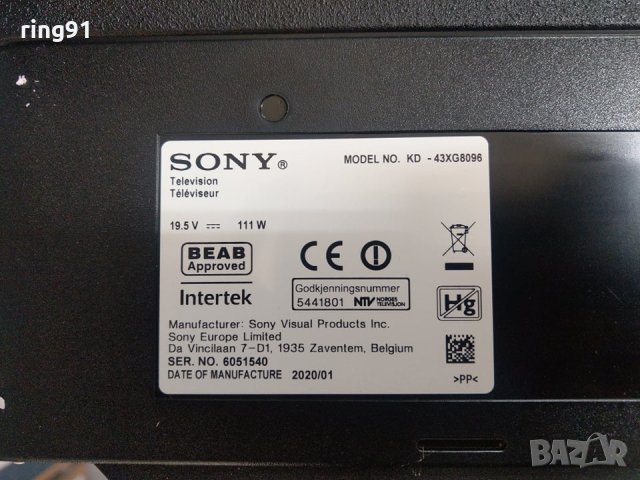 ring91
SONY® MODEL NO. KD - 43XG8096
Television
Téléviseur
19.5 V ⎓ 111 W
BEAB
Approved
Intertek
CE
Godkjenningsnummer
5441801 NTV NORGES TELEVISJON
Hg
Manufacturer: Sony Visual Products Inc.
Sony Europe Limited
Da Vincilaan 7-D1, 1935 Zaventem, Belgium
SER. NO. 6051540
DATE OF MANUFACTURE 2020/01
>PP<
BAZAR